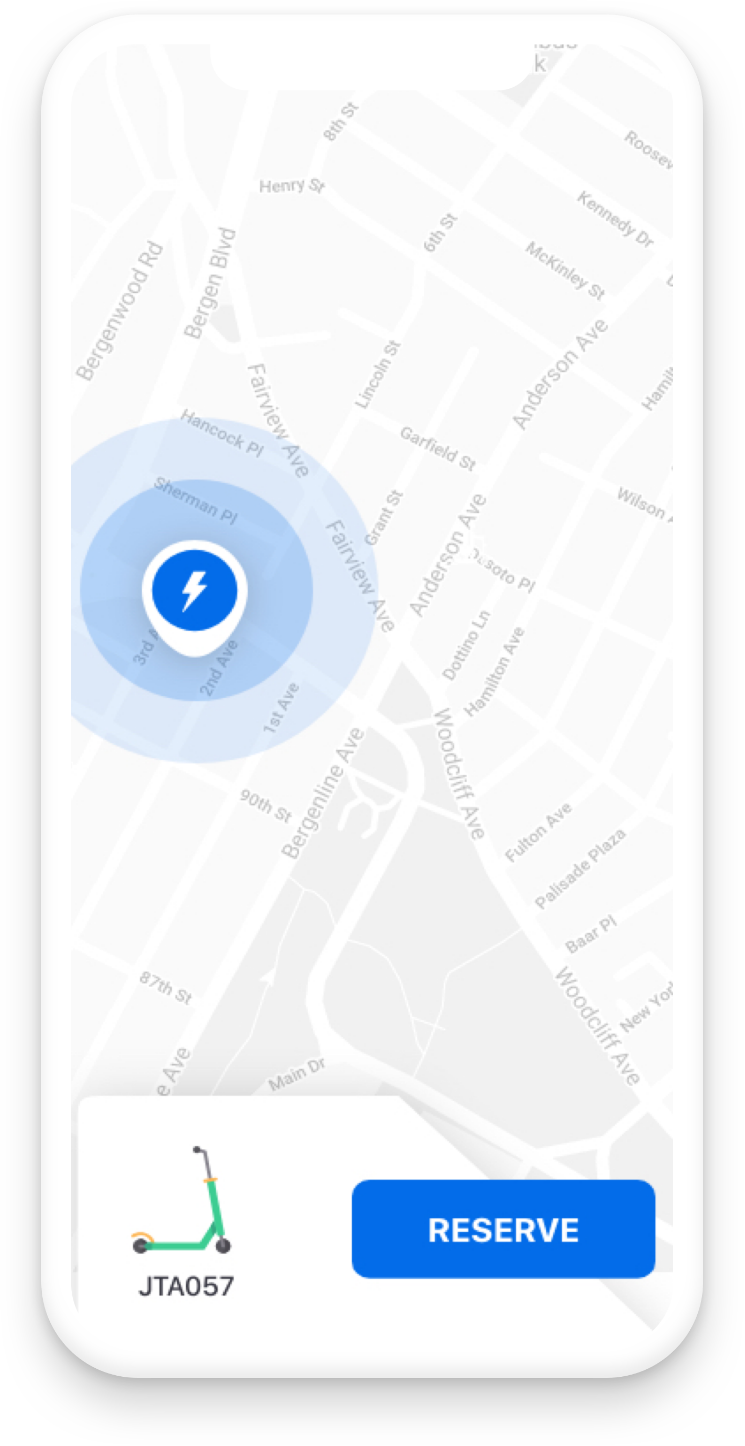 k
8th St
Roosev
Henry St
Kennedy Dr
6th St
McKinley St
Bergenwood Rd
Bergen Blvd
Anderson Ave
Lincoln St
Fairview Ave
Hamil
Hancock Pl
Garfield St
Sherman Pl
Grant St
Wilson
Fairview Ave
Anderson Ave
Desoto Pl
3rd A
2nd Ave
Dottino Ln
Hamilton Ave
1st Ave
Woodcliff Ave
Bergenline Ave
90th St
Fulton Ave
Palisade Plaza
Baar Pl
87th St
Woodcliff Ave
New York
e Ave
Main Dr
JTA057
RESERVE